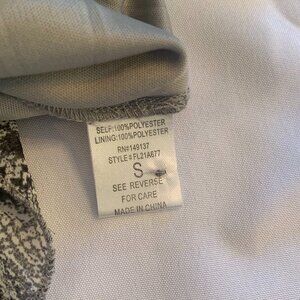 SELF:100%POLYESTER
LINING:100%POLYESTER
RN#149137
STYLE#FL21A677
S
SEE REVERSE
FOR CARE
MADE IN CHINA